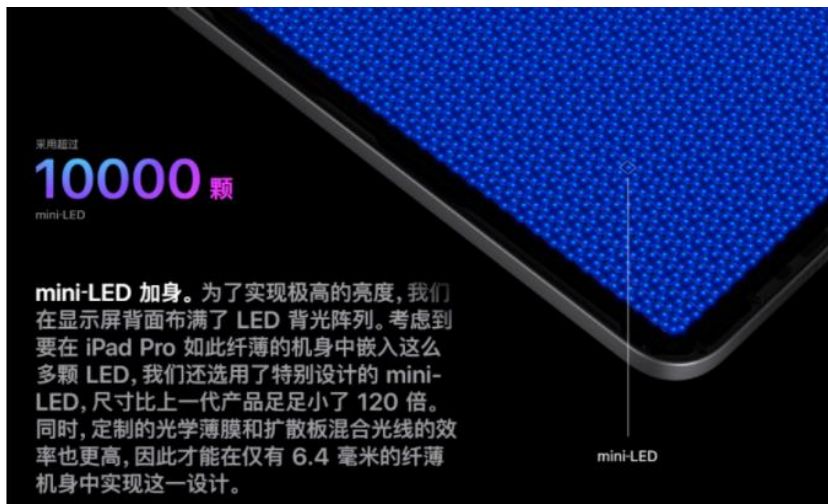 采用超过
10000 颗
mini-LED
mini-LED 加身。为了实现极高的亮度,我们
在显示屏背面布满了 LED 背光阵列。考虑到
要在 iPad Pro 如此纤薄的机身中嵌入这么
多颗 LED,我们还选用了特别设计的 mini-
LED,尺寸比上一代产品足足小了 120 倍。
同时,定制的光学薄膜和扩散板混合光线的效
率也更高,因此才能在仅有 6.4 毫米的纤薄
机身中实现这一设计。
mini-LED